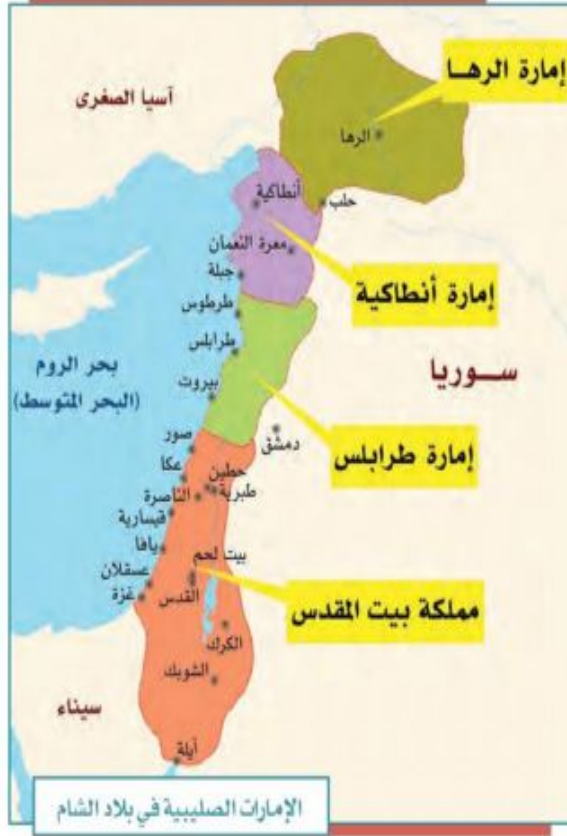 إمارة الرهـا
آسيا الصغرى
الرها
أنطاكية
حلب
معرة النعمان
جبلة
إمارة أنطاكية
طرطوس
طرابلس
بحر الروم
(البحر المتوسط)
ســوريا
بيروت
دمشق
إمارة طرابلس
صور
عكا
حطين
طبرية
الناصرة
قيسارية
يافا
بيت لحم
عسقلان
غزة
القدس
مملكة بيت المقدس
الكرك
الشوبك
سيناء
أيلة
الإمارات الصليبية في بلاد الشام